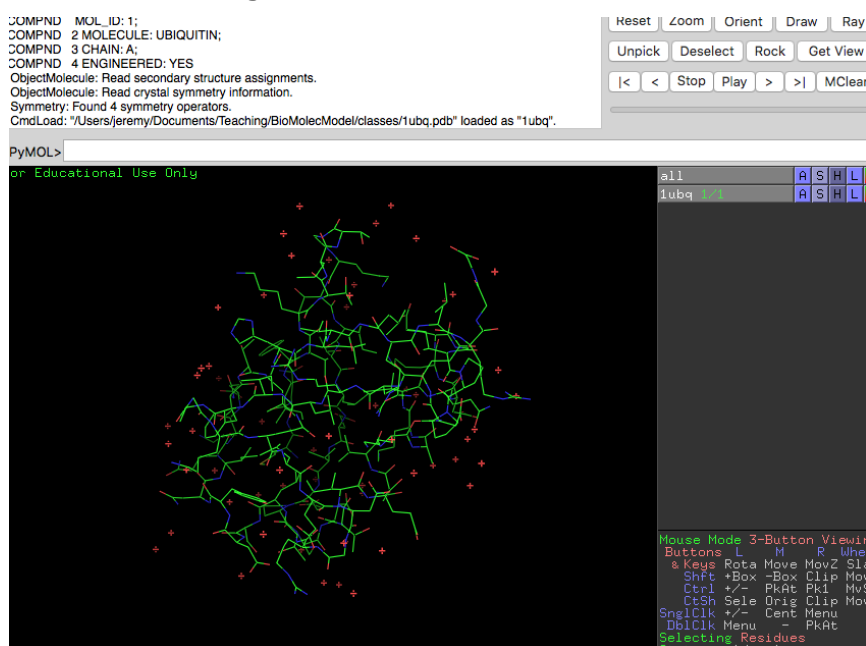 COMPND MOL_ID: 1;
COMPND 2 MOLECULE: UBIQUITIN;
COMPND 3 CHAIN: A;
COMPND 4 ENGINEERED: YES
ObjectMolecule: Read secondary structure assignments.
ObjectMolecule: Read crystal symmetry information.
Symmetry: Found 4 symmetry operators.
CmdLoad: "/Users/jeremy/Documents/Teaching/BioMolecModel/classes/1ubq.pdb" loaded as "1ubq".
Reset Zoom Orient Draw Ray
Unpick Deselect Rock Get View
|< < Stop Play > >| MClear
PyMOL>
or Educational Use Only
all A S H L
1ubq 1/1 A S H L
Mouse Mode 3-Button Viewin
Buttons L M R Whe
& Keys Rota Move MovZ Sla
Shft +Box -Box Clip Mov
Ctrl +/- PkAt Pk1 MvS
CtSh Sele Orig Clip Mov
SnglClk +/- Cent Menu
DblClk Menu - PkAt
Selecting Residues